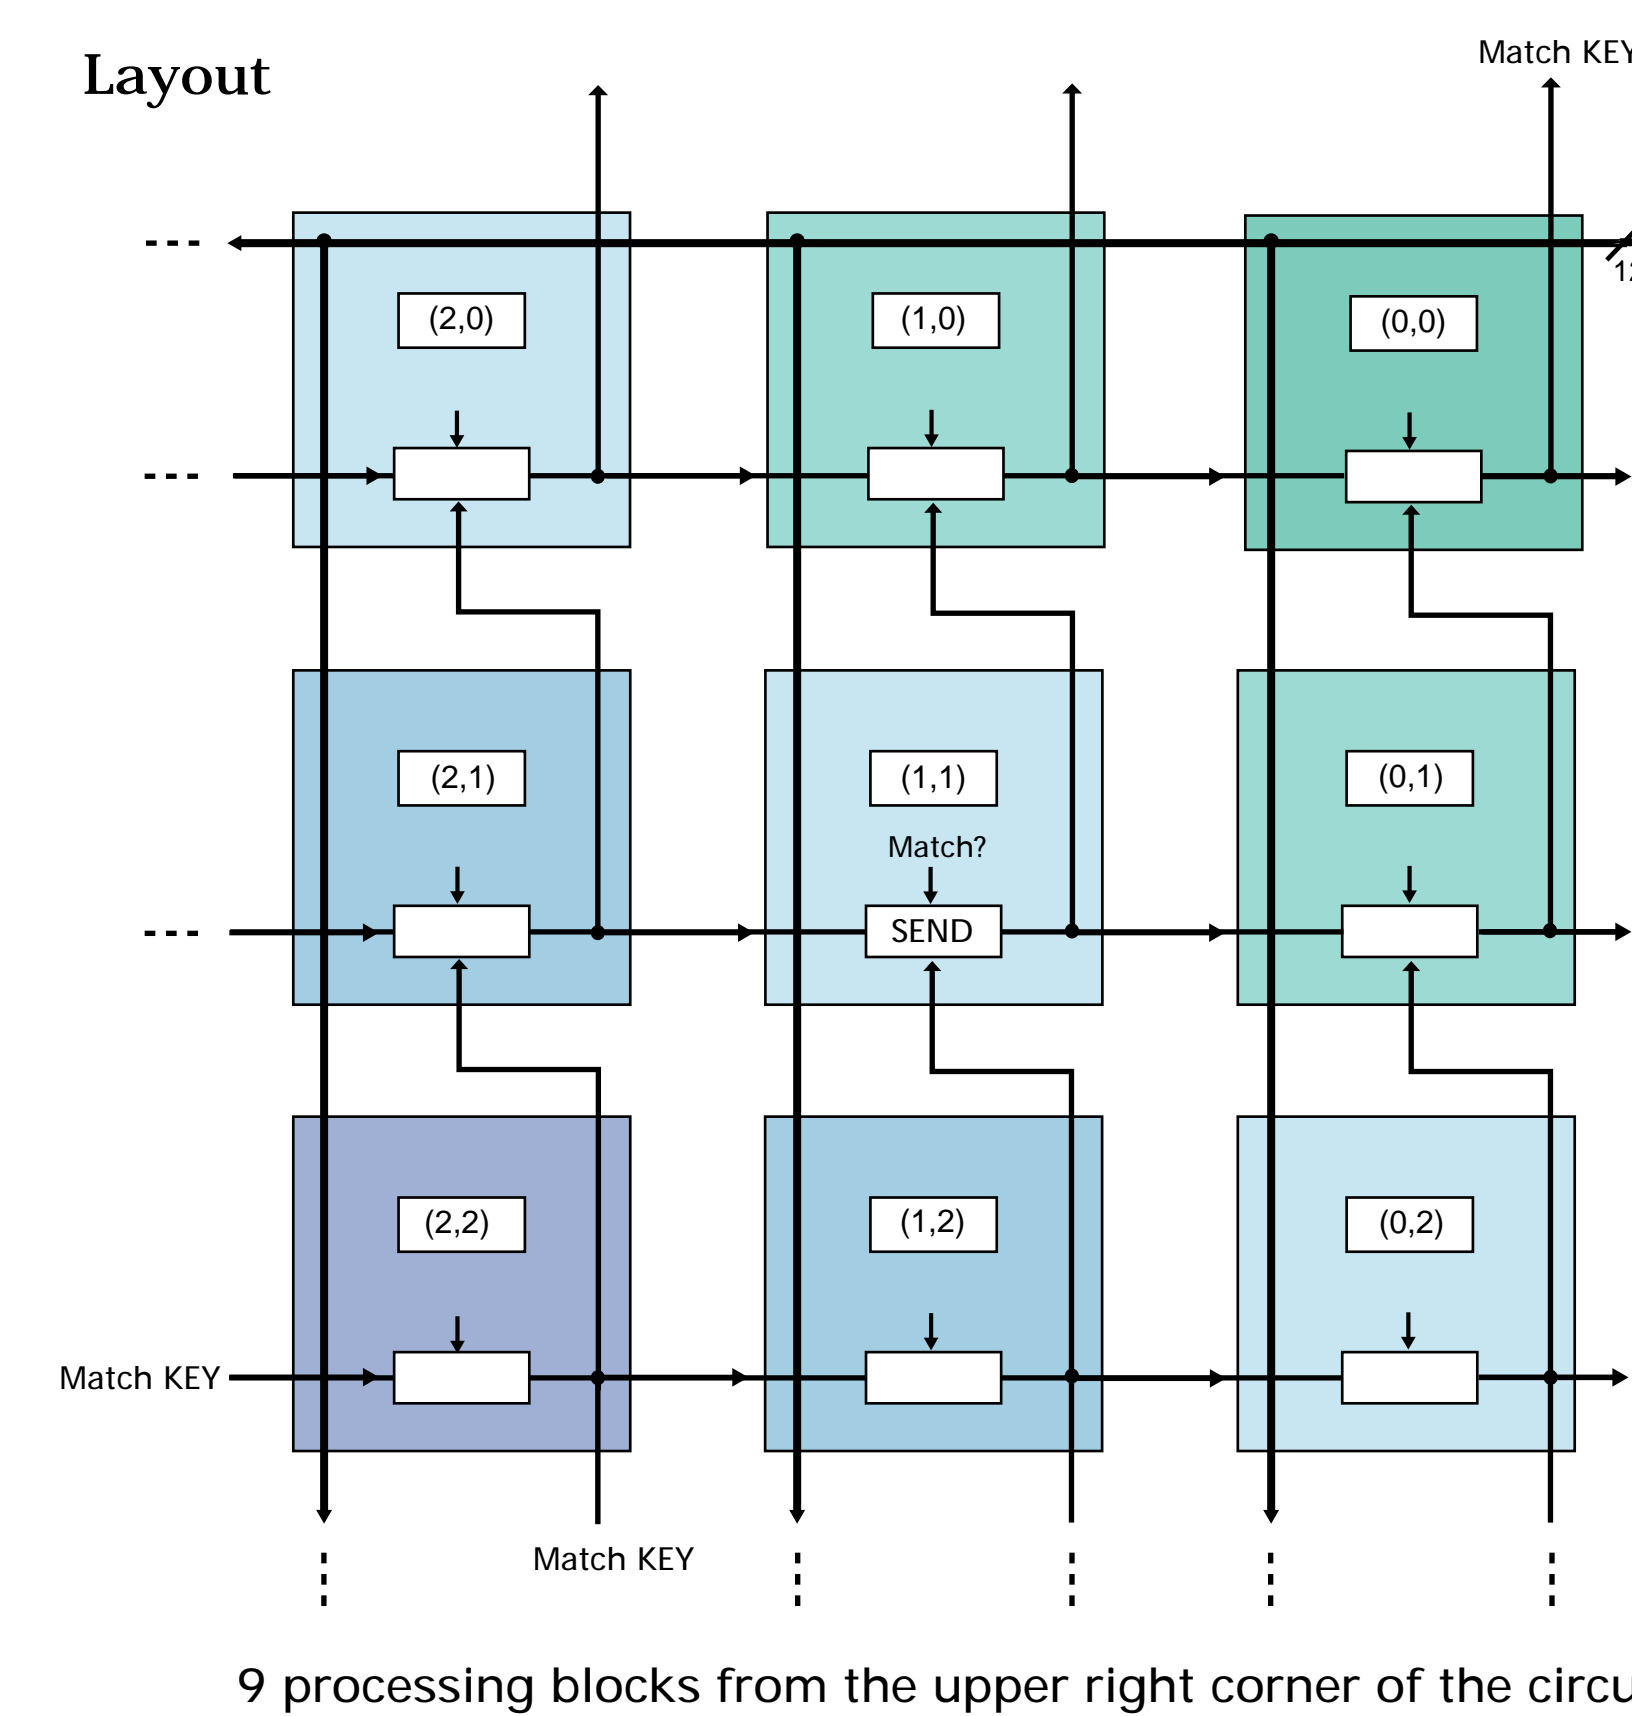 Match KEY
Layout
12
(2,0) (1,0) (0,0)
(2,1) (1,1) (0,1)
Match?
SEND
(2,2) (1,2) (0,2)
Match KEY
Match KEY
9 processing blocks from the upper right corner of the circu